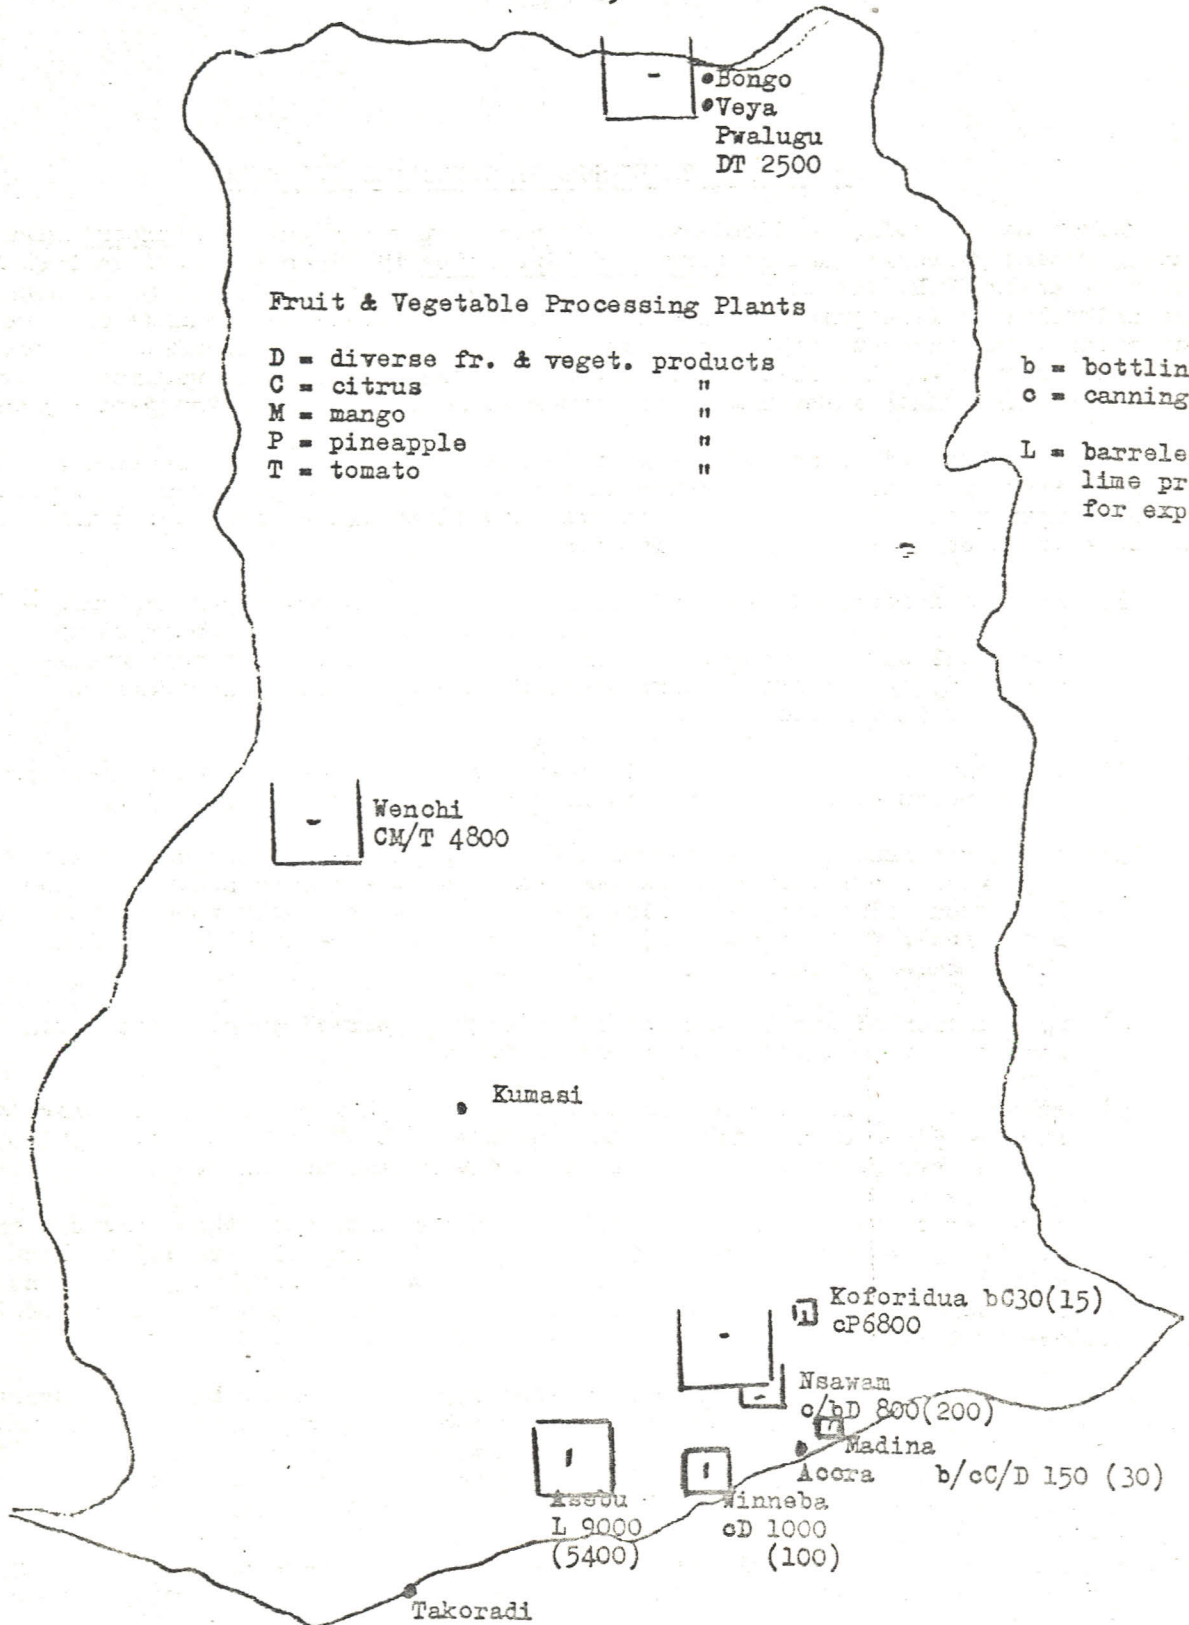 Bongo
Veya
Pwalugu
DT 2500
Fruit & Vegetable Processing Plants
D = diverse fr. & veget. products
C = citrus "
M = mango "
P = pineapple "
T = tomato "
b = bottlin
c = canning
L = barrele
lime pr
for exp
Wenchi
CM/T 4800
Kumasi
Koforidua bC30(15)
cP6800
Nsawam
c/bD 800(200)
Madina
Accra b/cC/D 150 (30)
Asebu
L 9000
(5400)
Winneba
cD 1000
(100)
Takoradi